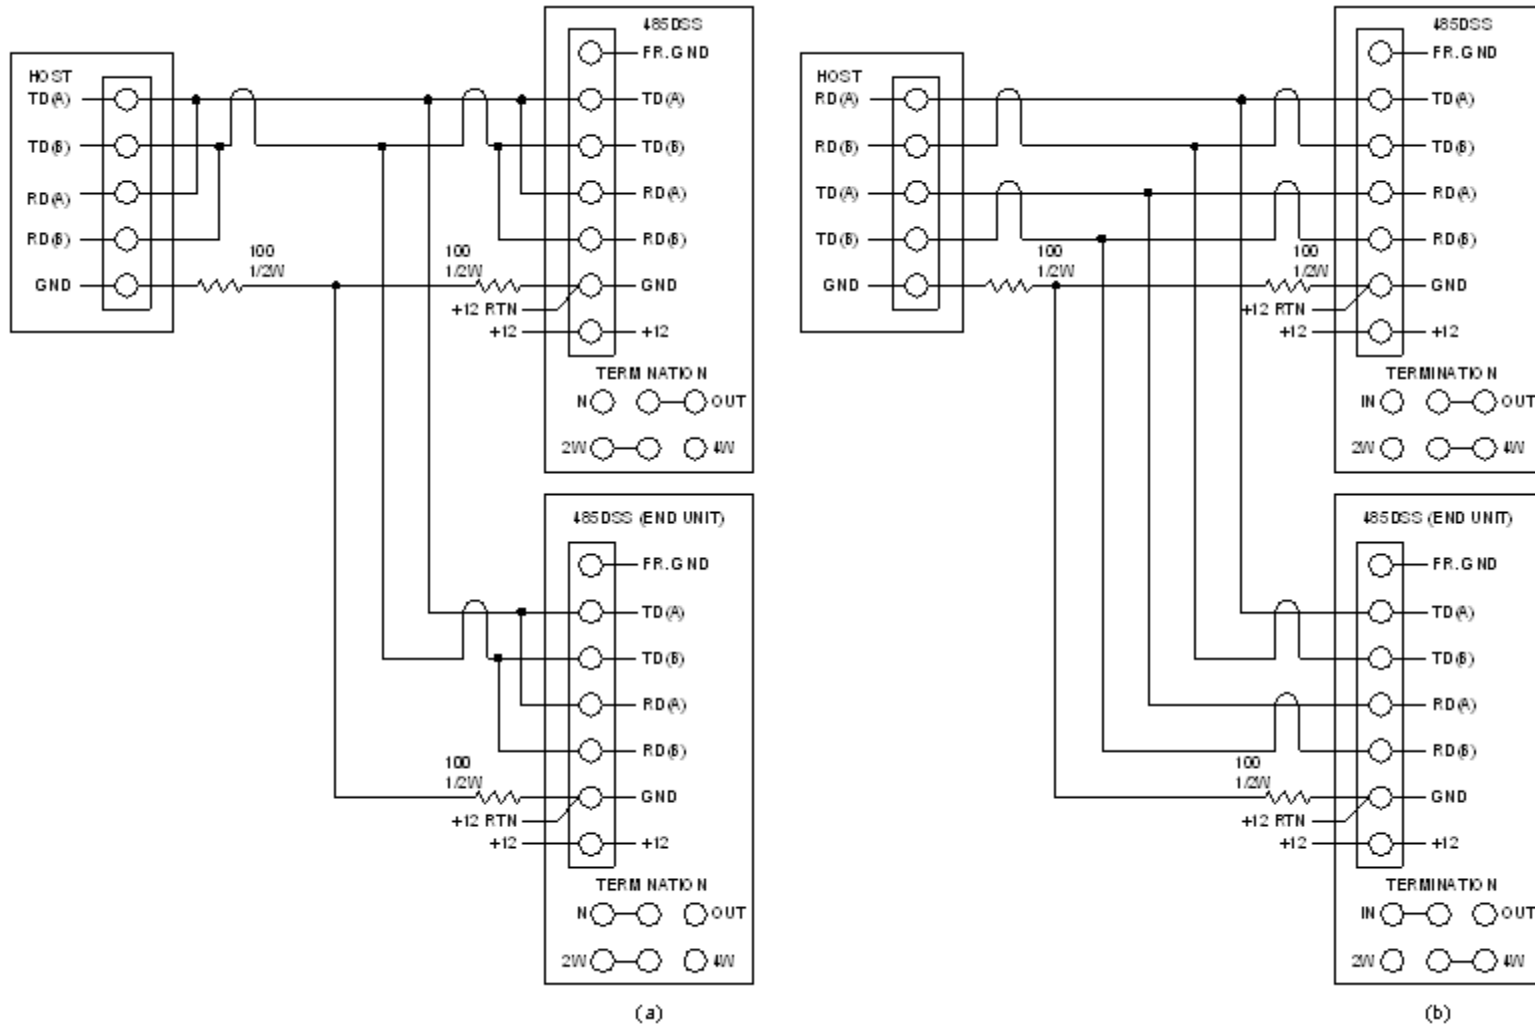 485DSS
FR.GND
HOST
TD(A)
TD(A)
TD(B)
TD(B)
RD(A)
RD(A)
RD(B)
RD(B)
100
1/2W
100
1/2W
GND
GND
+12 RTN
+12
+12
TERMINATION
N
OUT
2W
4W
485DSS (END UNIT)
FR.GND
TD(A)
TD(B)
RD(A)
RD(B)
100
1/2W
GND
+12 RTN
+12
+12
TERMINATION
N
OUT
2W
4W
(a)
485DSS
FR.GND
HOST
RD(A)
TD(A)
RD(B)
TD(B)
TD(A)
RD(A)
TD(B)
RD(B)
100
1/2W
100
1/2W
GND
GND
+12 RTN
+12
+12
TERMINATION
IN
OUT
2W
4W
485DSS (END UNIT)
FR.GND
TD(A)
TD(B)
RD(A)
RD(B)
100
1/2W
GND
+12 RTN
+12
+12
TERMINATION
IN
OUT
2W
4W
(b)